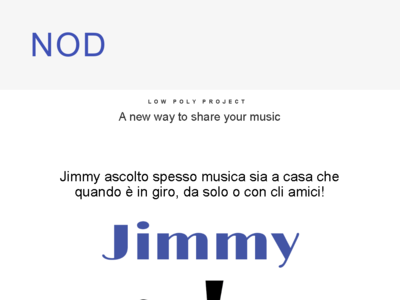 NOD
LOW POLY PROJECT
A new way to share your music
Jimmy ascolto spesso musica sia a casa che
quando è in giro, da solo o con cli amici!
Jimmy